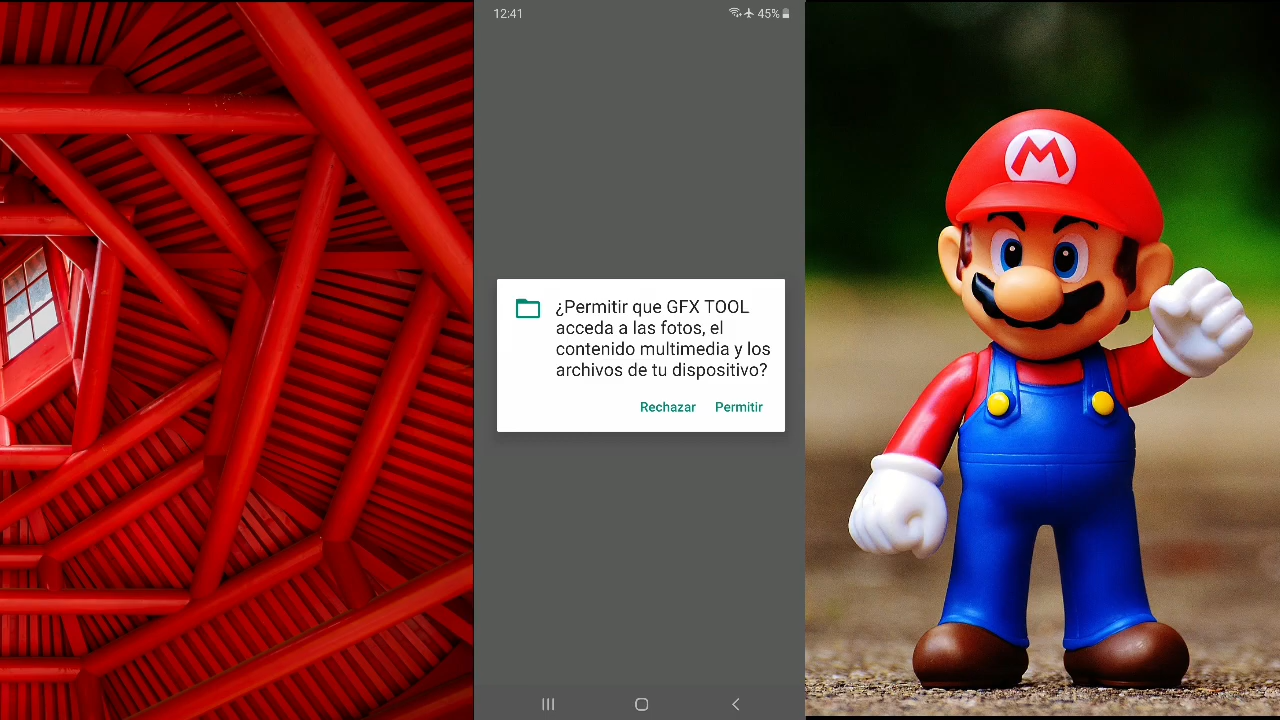 12:41
45%
¿Permitir que GFX TOOL
acceda a las fotos, el
contenido multimedia y los
archivos de tu dispositivo?
Rechazar
Permitir
M